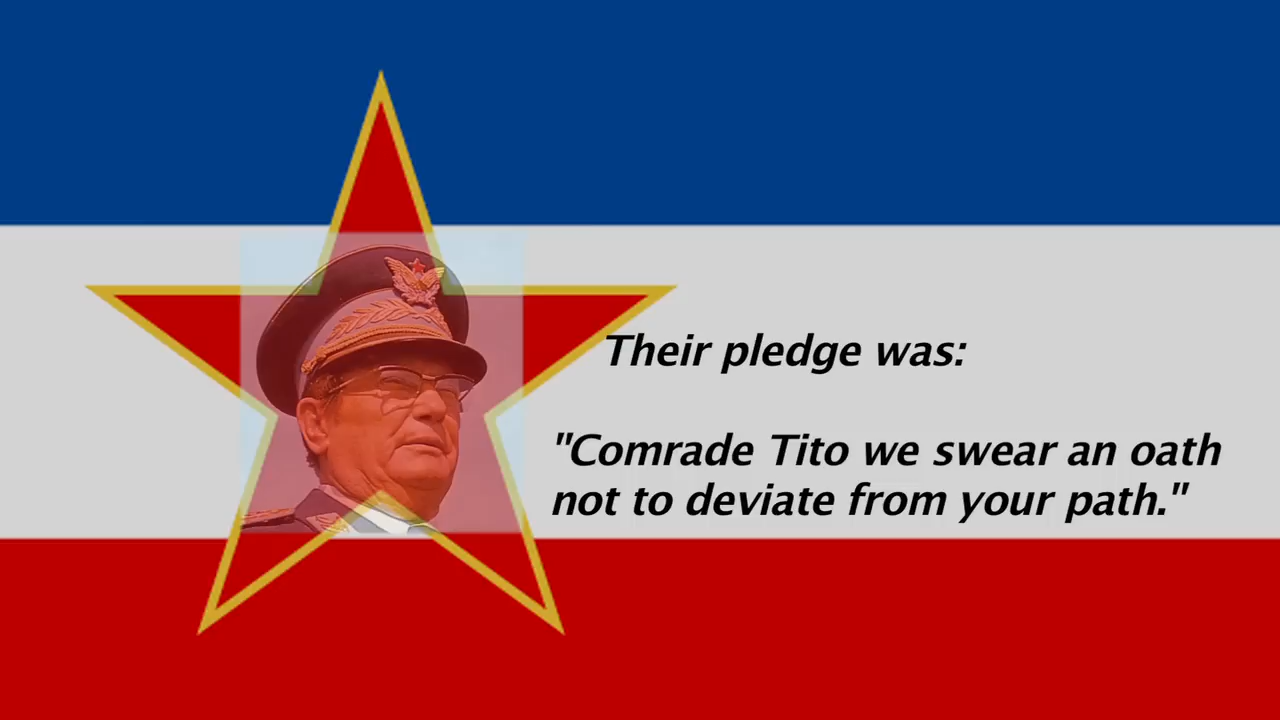 Their pledge was:
"Comrade Tito we swear an oath
not to deviate from your path."